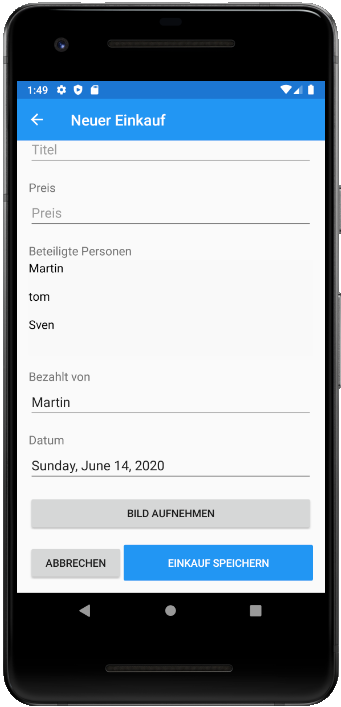 1:49
Neuer Einkauf
Titel
Preis
Preis
Beteiligte Personen
Martin
tom
Sven
Bezahlt von
Martin
Datum
Sunday, June 14, 2020
BILD AUFNEHMEN
ABBRECHEN EINKAUF SPEICHERN